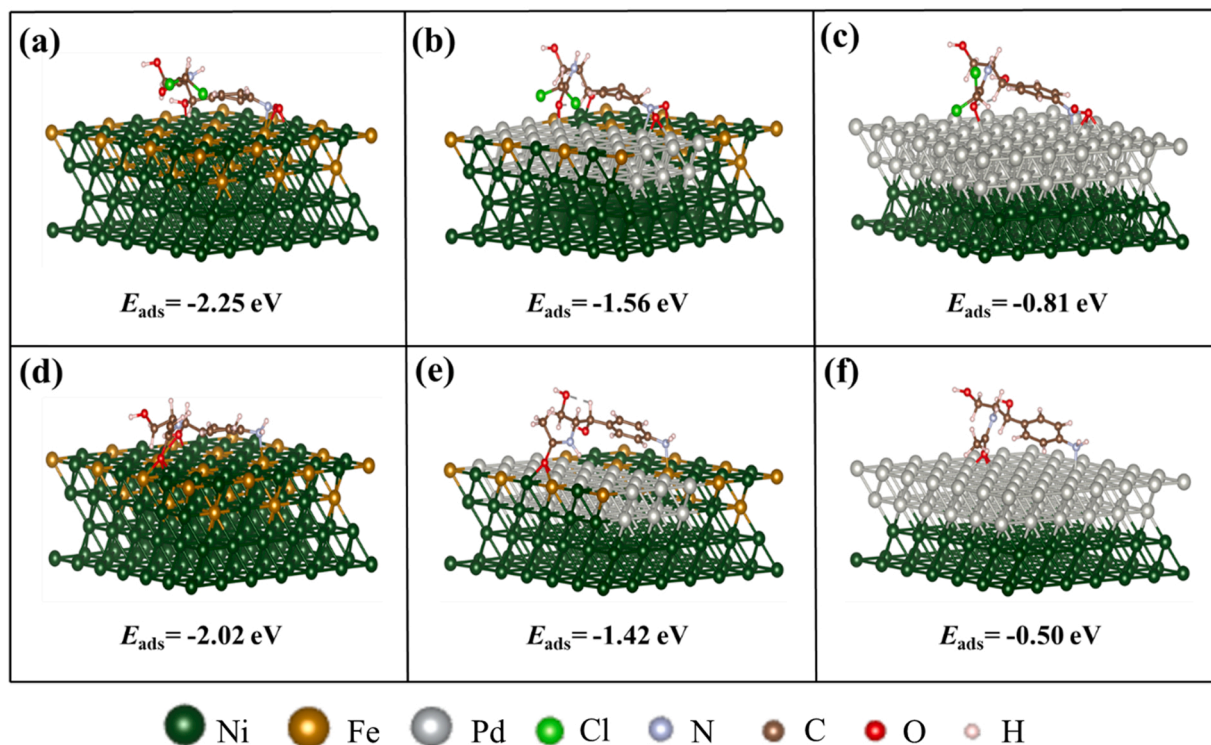 (a)
(b)
(c)
Eads= -2.25 eV
Eads= -1.56 eV
Eads= -0.81 eV
(d)
(e)
(f)
Eads= -2.02 eV
Eads= -1.42 eV
Eads= -0.50 eV
Ni Fe Pd Cl N C O H